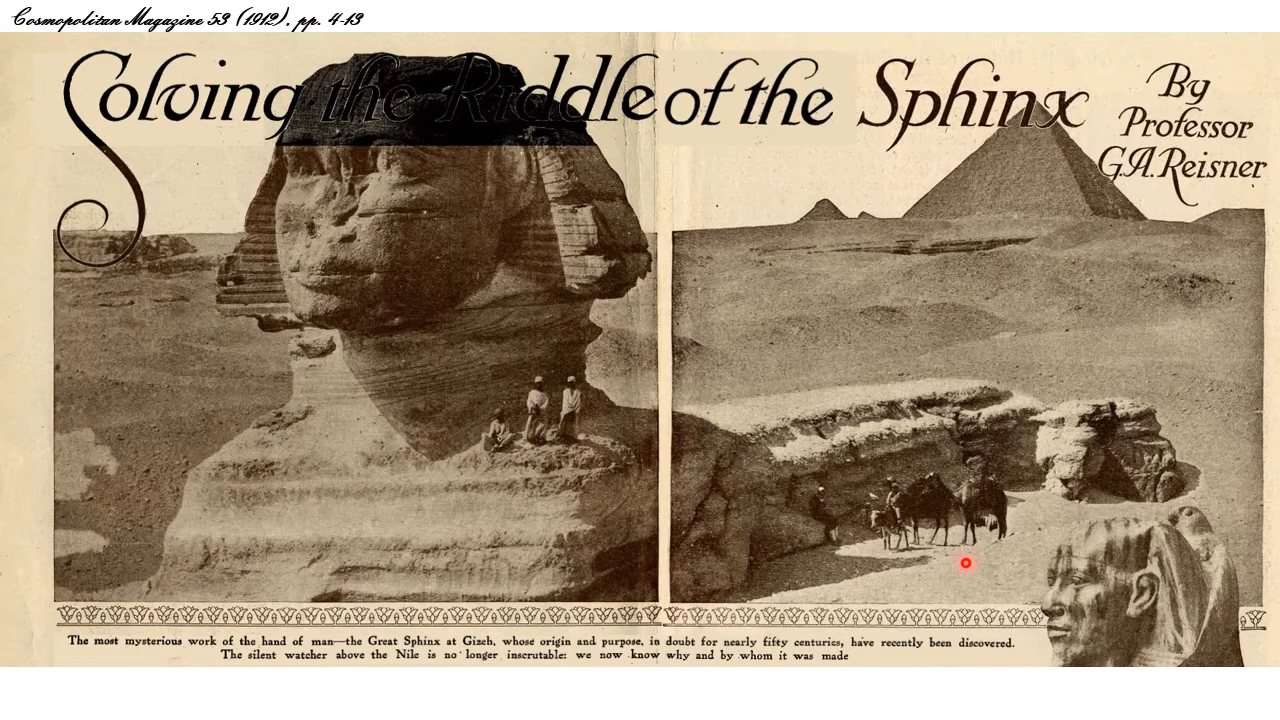 Cosmopolitan Magazine 53 (1912), pp. 4-13
Solving the Riddle of the Sphinx
By
Professor
G.A. Reisner
The most mysterious work of the hand of man—the Great Sphinx at Gizeh, whose origin and purpose, in doubt for nearly fifty centuries, have recently been discovered.
The silent watcher above the Nile is no longer inscrutable: we now know why and by whom it was made